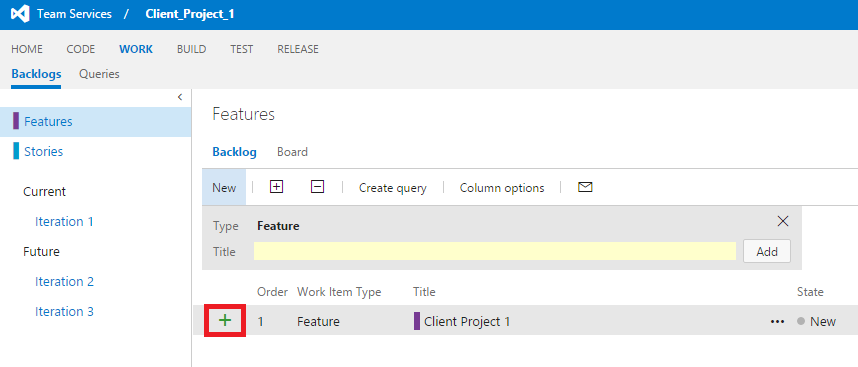 Team Services / Client_Project_1
HOME CODE WORK BUILD TEST RELEASE
Backlogs Queries
Features
Stories
Current
Iteration 1
Future
Iteration 2
Iteration 3
Features
Backlog Board
New Create query Column options
Type Feature
Title Add
Order Work Item Type Title State
1 Feature Client Project 1 ... New